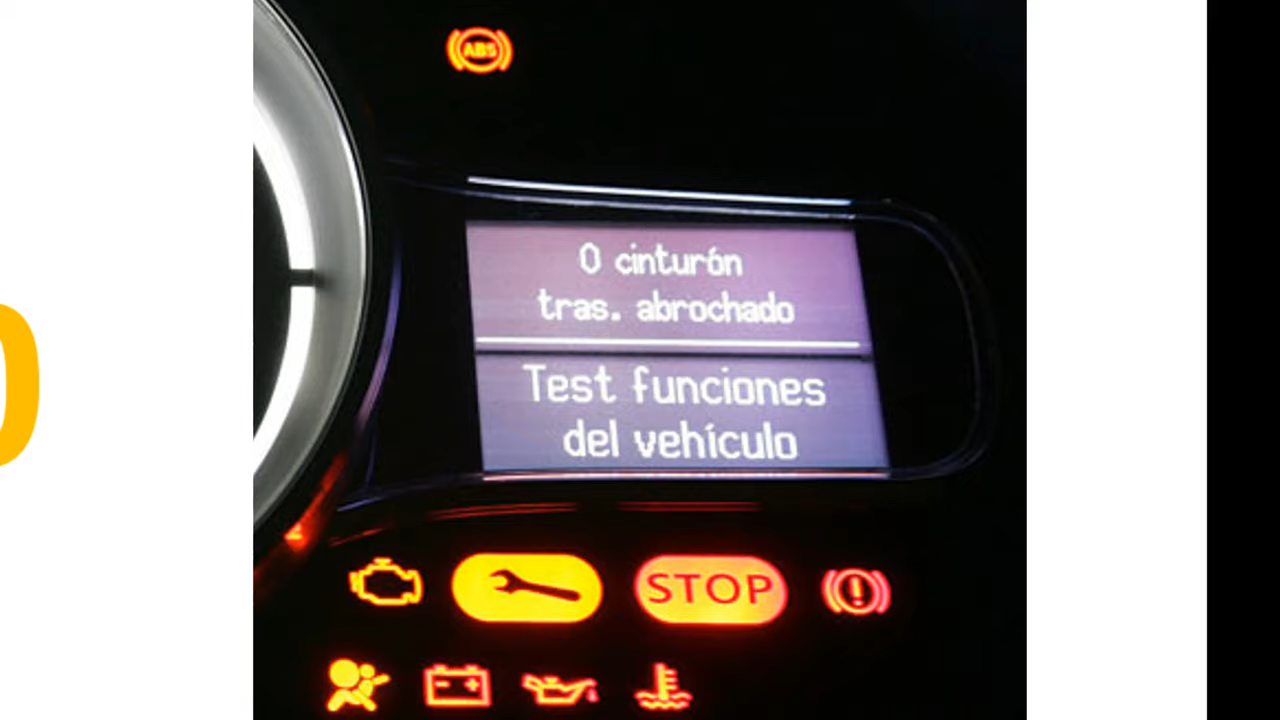 ABS
0 cinturón
tras. abrochado
Test funciones
del vehículo
STOP